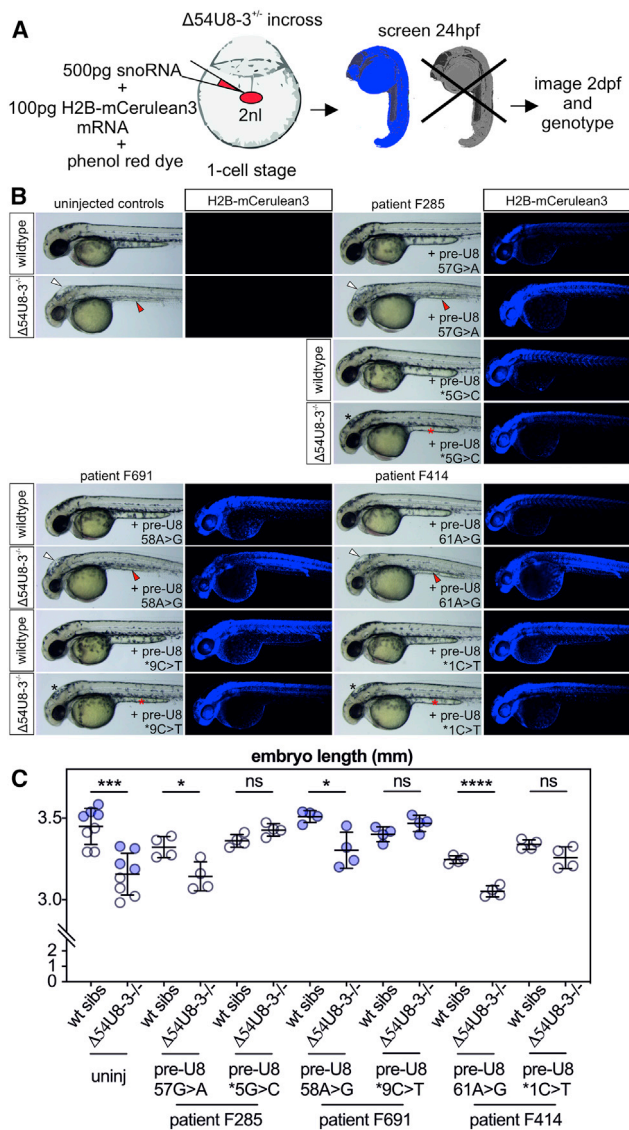 A
Δ54U8-3+/- incross
500pg snoRNA
+
100pg H2B-mCerulean3
mRNA
+
phenol red dye
2nl
1-cell stage
screen 24hpf
image 2dpf
and
genotype
B
uninjected controls
H2B-mCerulean3
patient F285
H2B-mCerulean3
wildtype
+ pre-U8
57G>A
Δ54U8-3-/-
+ pre-U8
57G>A
wildtype
+ pre-U8
*5G>C
Δ54U8-3-/-
*
*
+ pre-U8
*5G>C
patient F691
patient F414
wildtype
+ pre-U8
58A>G
+ pre-U8
61A>G
Δ54U8-3-/-
+ pre-U8
58A>G
+ pre-U8
61A>G
wildtype
+ pre-U8
*9C>T
+ pre-U8
*1C>T
Δ54U8-3-/-
*
*
+ pre-U8
*9C>T
*
*
+ pre-U8
*1C>T
C
embryo length (mm)
*** * ns * ns **** ns
3.5
3.0
2
1
0
wt sibs Δ54U8-3-/- wt sibs Δ54U8-3-/- wt sibs Δ54U8-3-/- wt sibs Δ54U8-3-/- wt sibs Δ54U8-3-/- wt sibs Δ54U8-3-/- wt sibs Δ54U8-3-/-
uninj
pre-U8
57G>A
pre-U8
*5G>C
pre-U8
58A>G
pre-U8
*9C>T
pre-U8
61A>G
pre-U8
*1C>T
patient F285
patient F691
patient F414